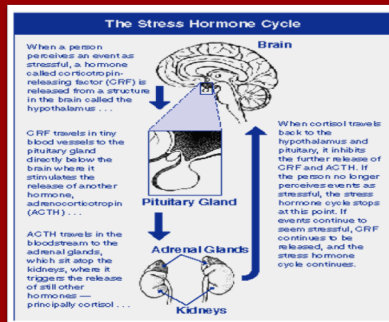 The Stress Hormone Cycle
Brain
When a person
perceives an event as
stressful, a hormone
called corticotropin-
releasing factor (CRF) is
released from a structure
in the brain called the
hypothalamus . . .
CRF travels in tiny
blood vessels to the
pituitary gland
directly below the
brain where it
stimulates the
release of another
hormone,
adrenocorticotropin
(ACTH) . . .
Pituitary Gland
ACTH travels in the
bloodstream to the
adrenal glands,
which sit atop the
kidneys, where it
triggers the release
of still other
hormones —
principally cortisol . . .
Adrenal Glands
Kidneys
When cortisol travels
back to the
hypothalamus and
pituitary, it inhibits
the further release of
CRF and ACTH. If
the person no longer
perceives events as
stressful, the stress
hormone cycle stops
at this point. If
events continue to
seem stressful, CRF
continues to be
released, and the
stress hormone
cycle continues.